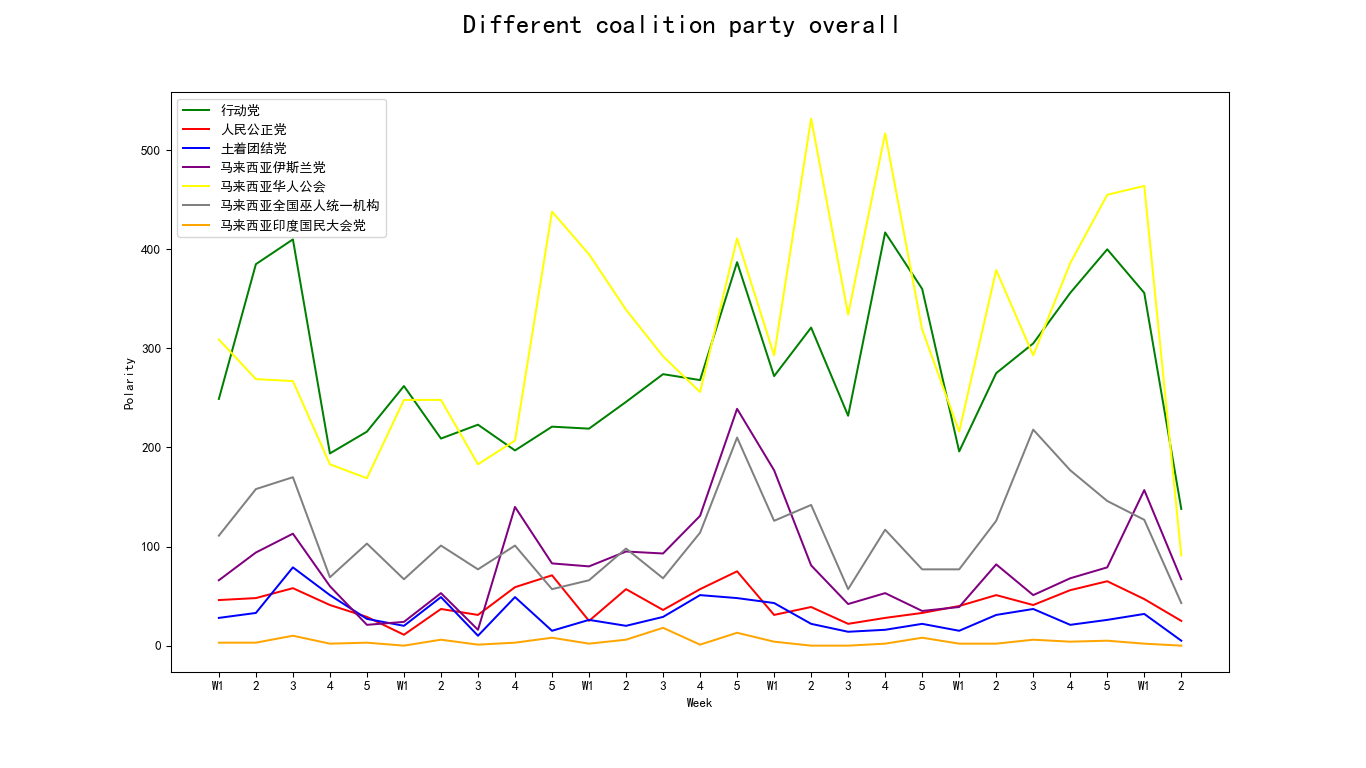 Different coalition party overall
行动党
人民公正党
土着团结党
马来西亚伊斯兰党
马来西亚华人公会
马来西亚全国巫人统一机构
马来西亚印度国民大会党
500
400
300
200
100
0
Polarity
W1 2 3 4 5 W1 2 3 4 5 W1 2 3 4 5 W1 2 3 4 5 W1 2 3 4 5 W1 2
Week